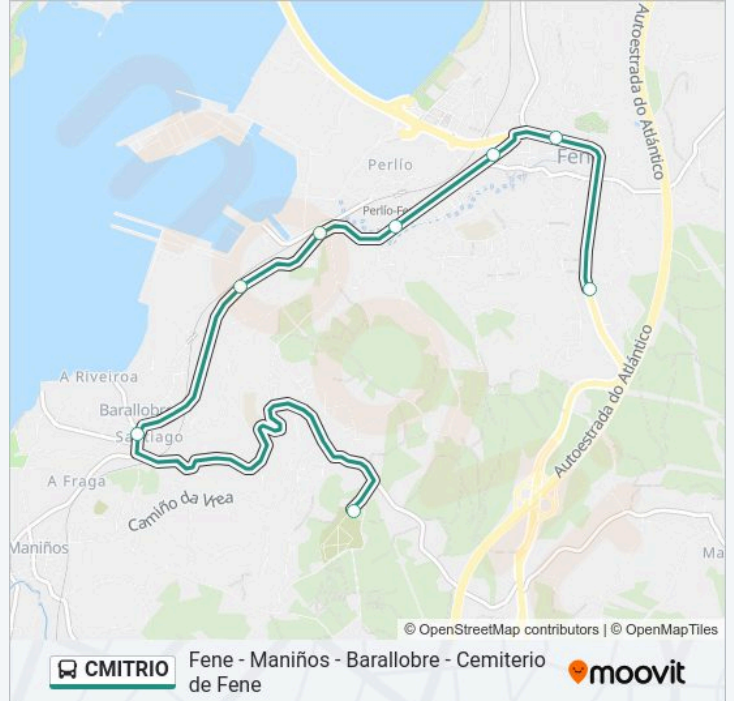 Autoestrada do Atlántico
Perlío
Fene
Perlío-Fe
Autoestrada do Atlántico
A Riveiroa
Barallobre
Santiago
A Fraga
Camiño da Vrea
Maniños
Ma
© OpenStreetMap contributors | © OpenMapTiles
CMITRIO
Fene - Maniños - Barallobre - Cemiterio
de Fene
moovit